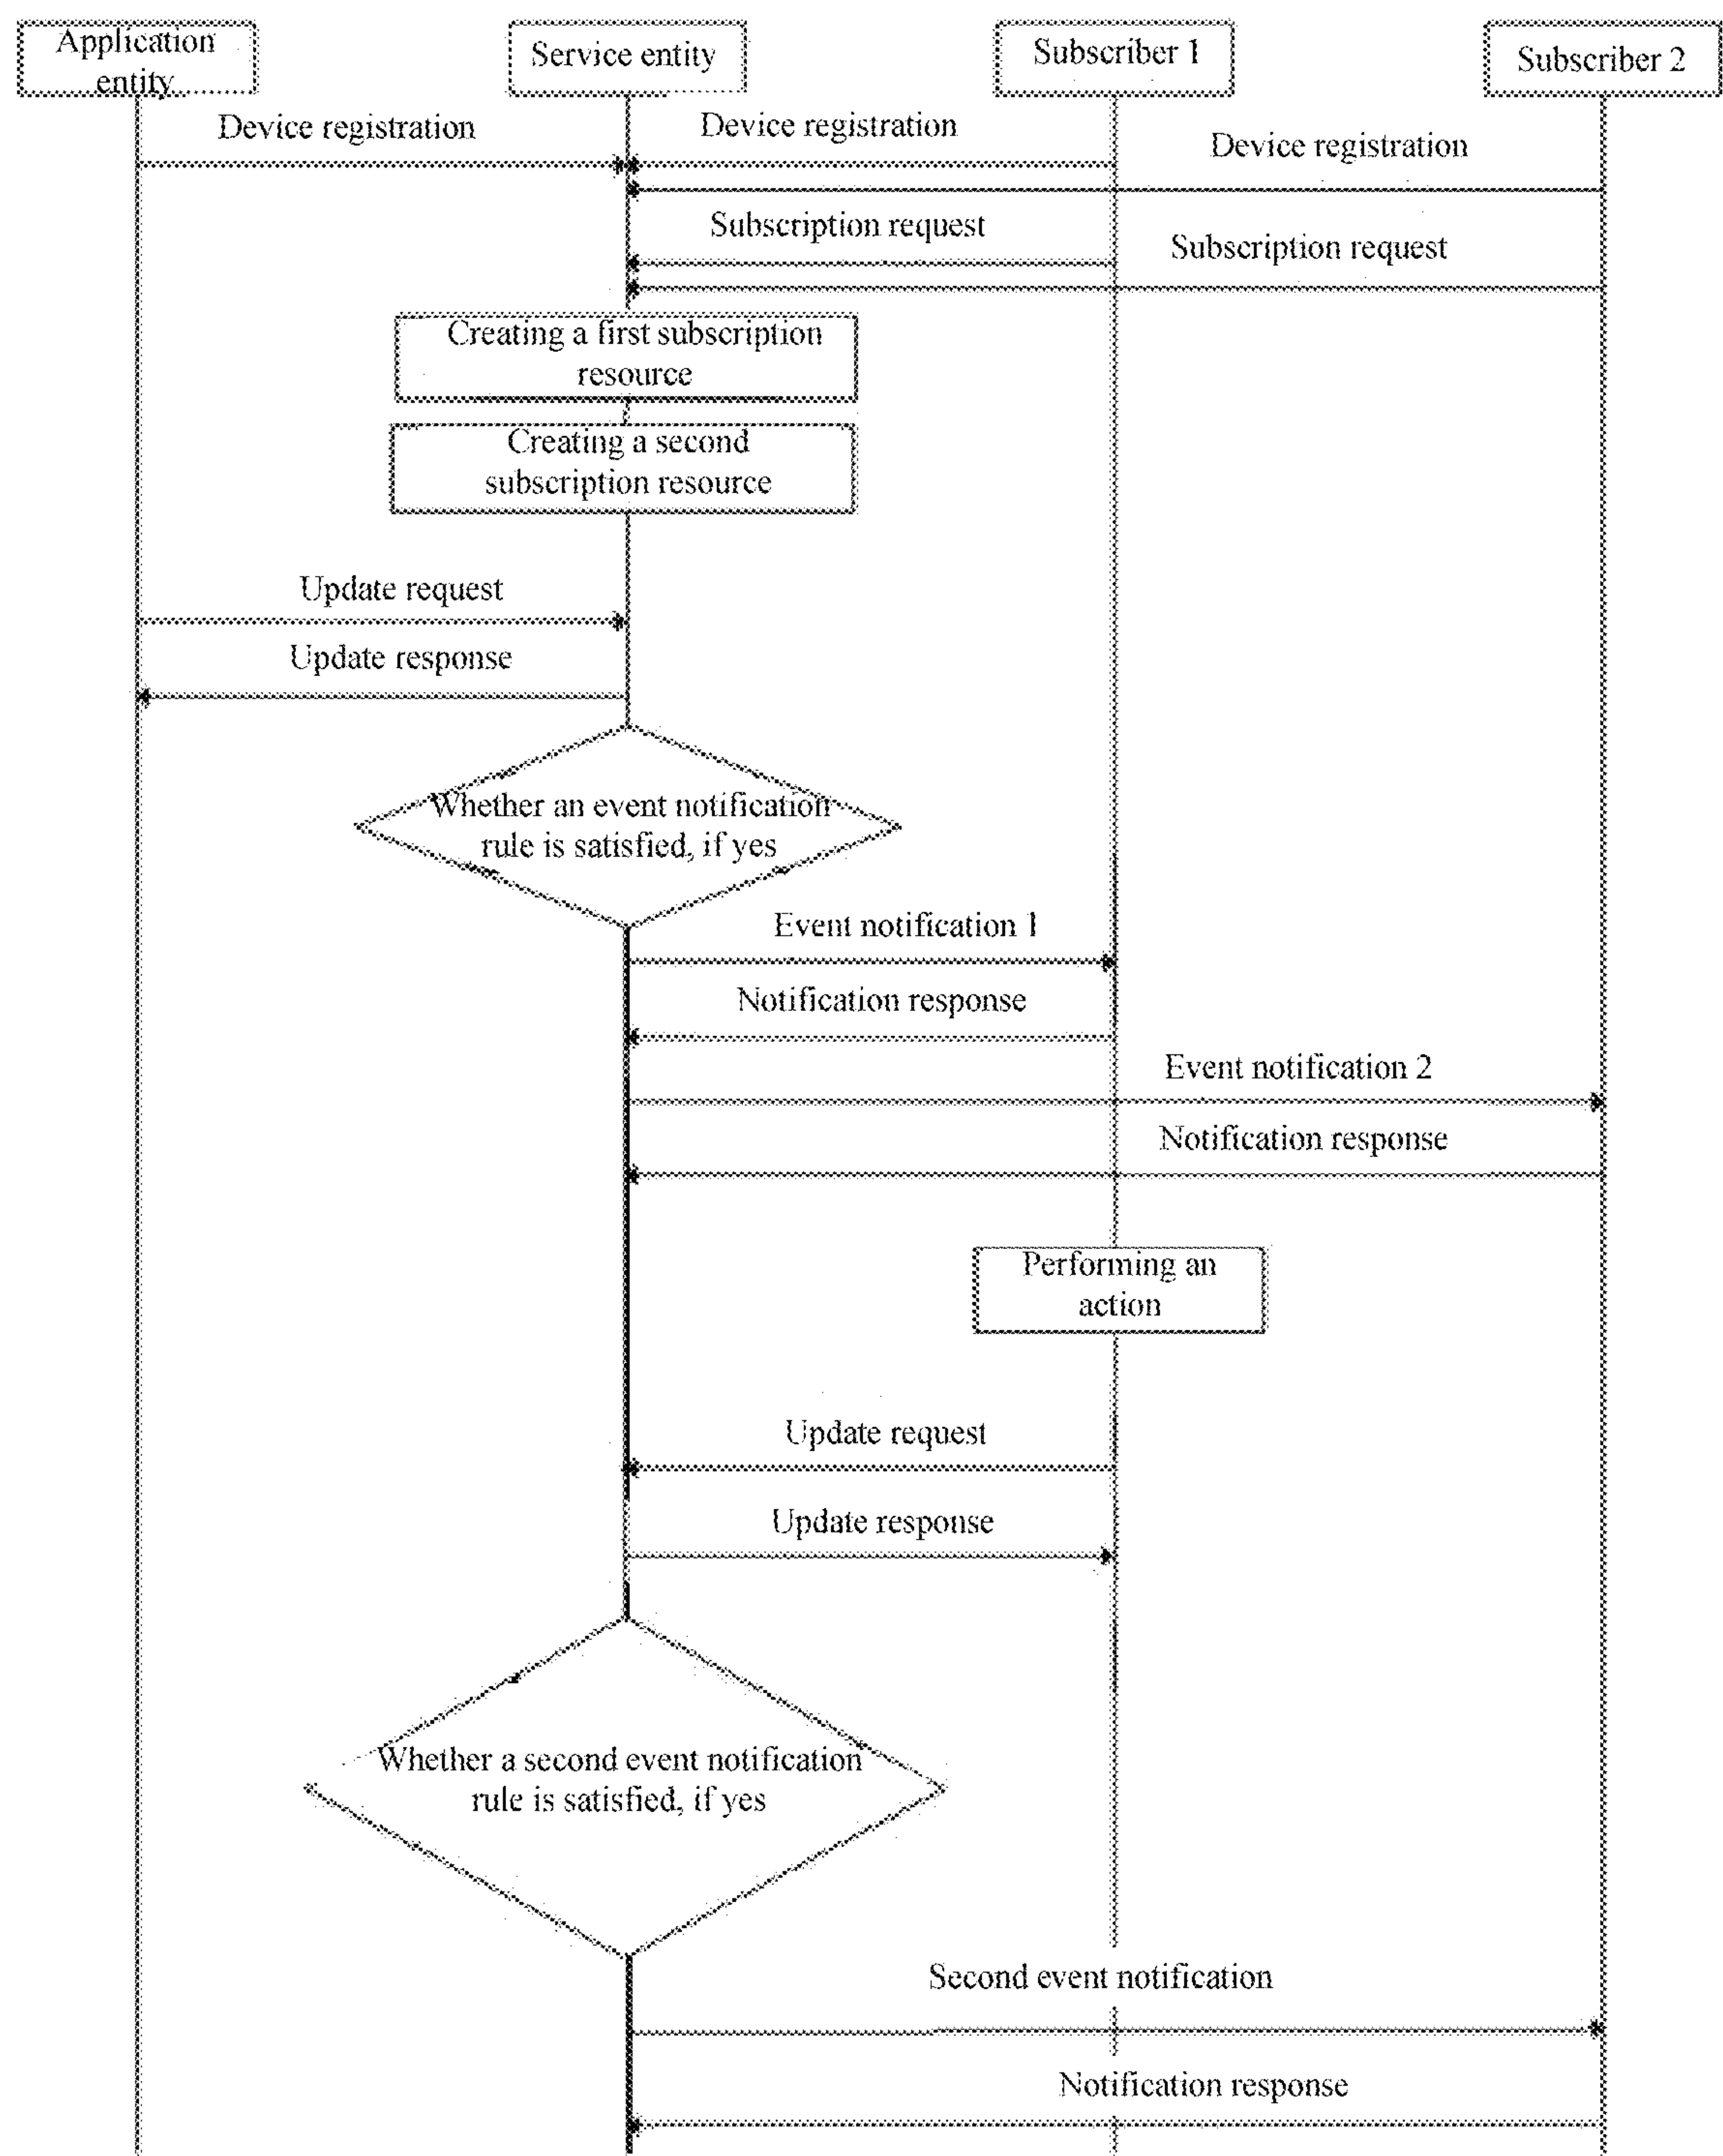 Application
entity
Service entity
Subscriber 1
Subscriber 2
Device registration
Device registration
Device registration
Subscription request
Subscription request
Creating a first subscription
resource
Creating a second
subscription resource
Update request
Update response
Whether an event notification
rule is satisfied, if yes
Event notification 1
Notification response
Event notification 2
Notification response
Performing an
action
Update request
Update response
Whether a second event notification
rule is satisfied, if yes
Second event notification
Notification response